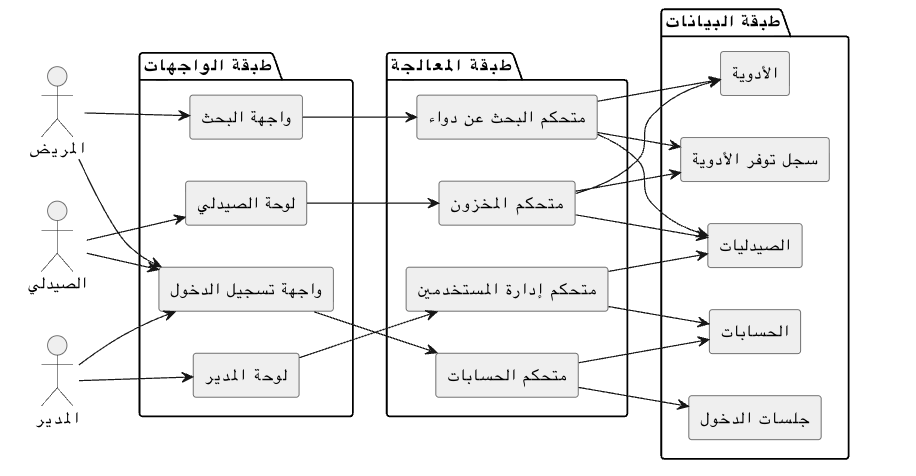 المريض
الصيدلي
المدير
طبقة الواجهات
واجهة البحث
لوحة الصيدلي
واجهة تسجيل الدخول
لوحة المدير
طبقة المعالجة
متحكم البحث عن دواء
متحكم المخزون
متحكم إدارة المستخدمين
متحكم الحسابات
طبقة البيانات
الأدوية
سجل توفر الأدوية
الصيدليات
الحسابات
جلسات الدخول